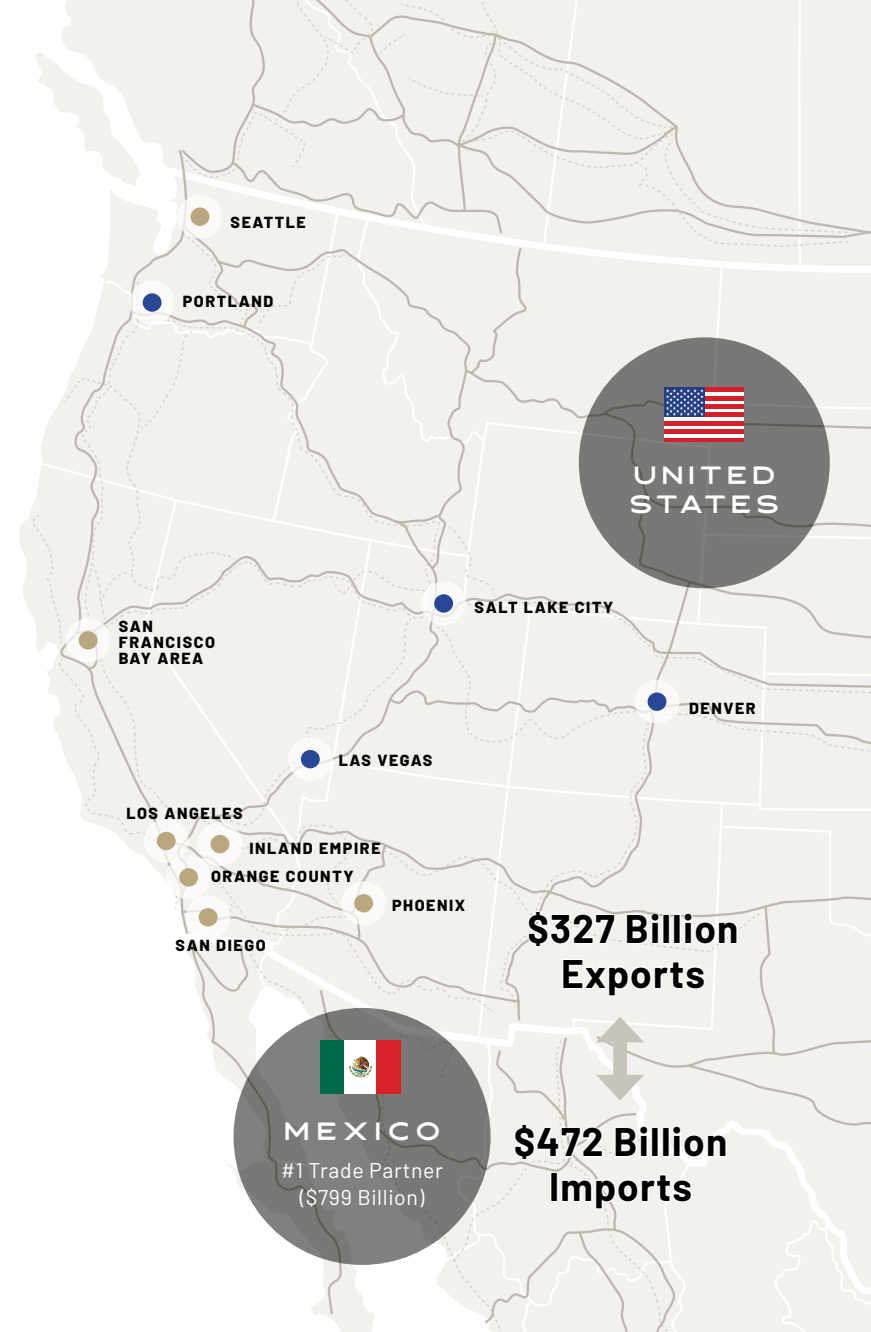 SEATTLE
PORTLAND
UNITED
STATES
SALT LAKE CITY
SAN
FRANCISCO
BAY AREA
DENVER
LAS VEGAS
LOS ANGELES
INLAND EMPIRE
ORANGE COUNTY
PHOENIX
SAN DIEGO
$327 Billion
Exports
MEXICO
#1 Trade Partner
($799 Billion)
$472 Billion
Imports